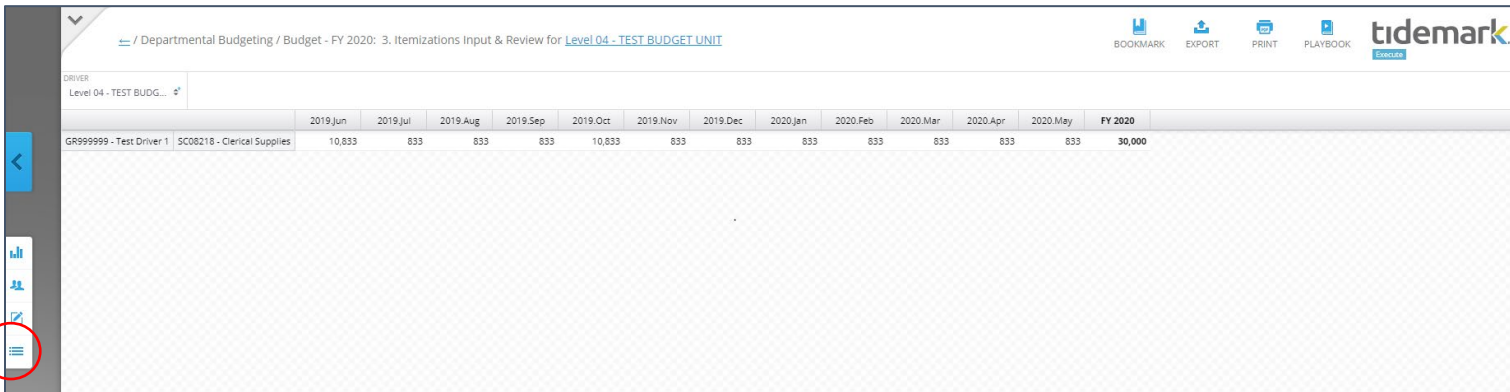 ← / Departmental Budgeting / Budget - FY 2020: 3. Itemizations Input & Review for Level 04 - TEST BUDGET UNIT
BOOKMARK EXPORT PRINT PLAYBOOK
tidemark.
Execute
DRIVER
Level 04 - TEST BUDG...
2019.Jun 2019.Jul 2019.Aug 2019.Sep 2019.Oct 2019.Nov 2019.Dec 2020.Jan 2020.Feb 2020.Mar 2020.Apr 2020.May FY 2020
GR999999 - Test Driver 1 SC08218 - Clerical Supplies 10,833 833 833 833 10,833 833 833 833 833 833 833 833 30,000